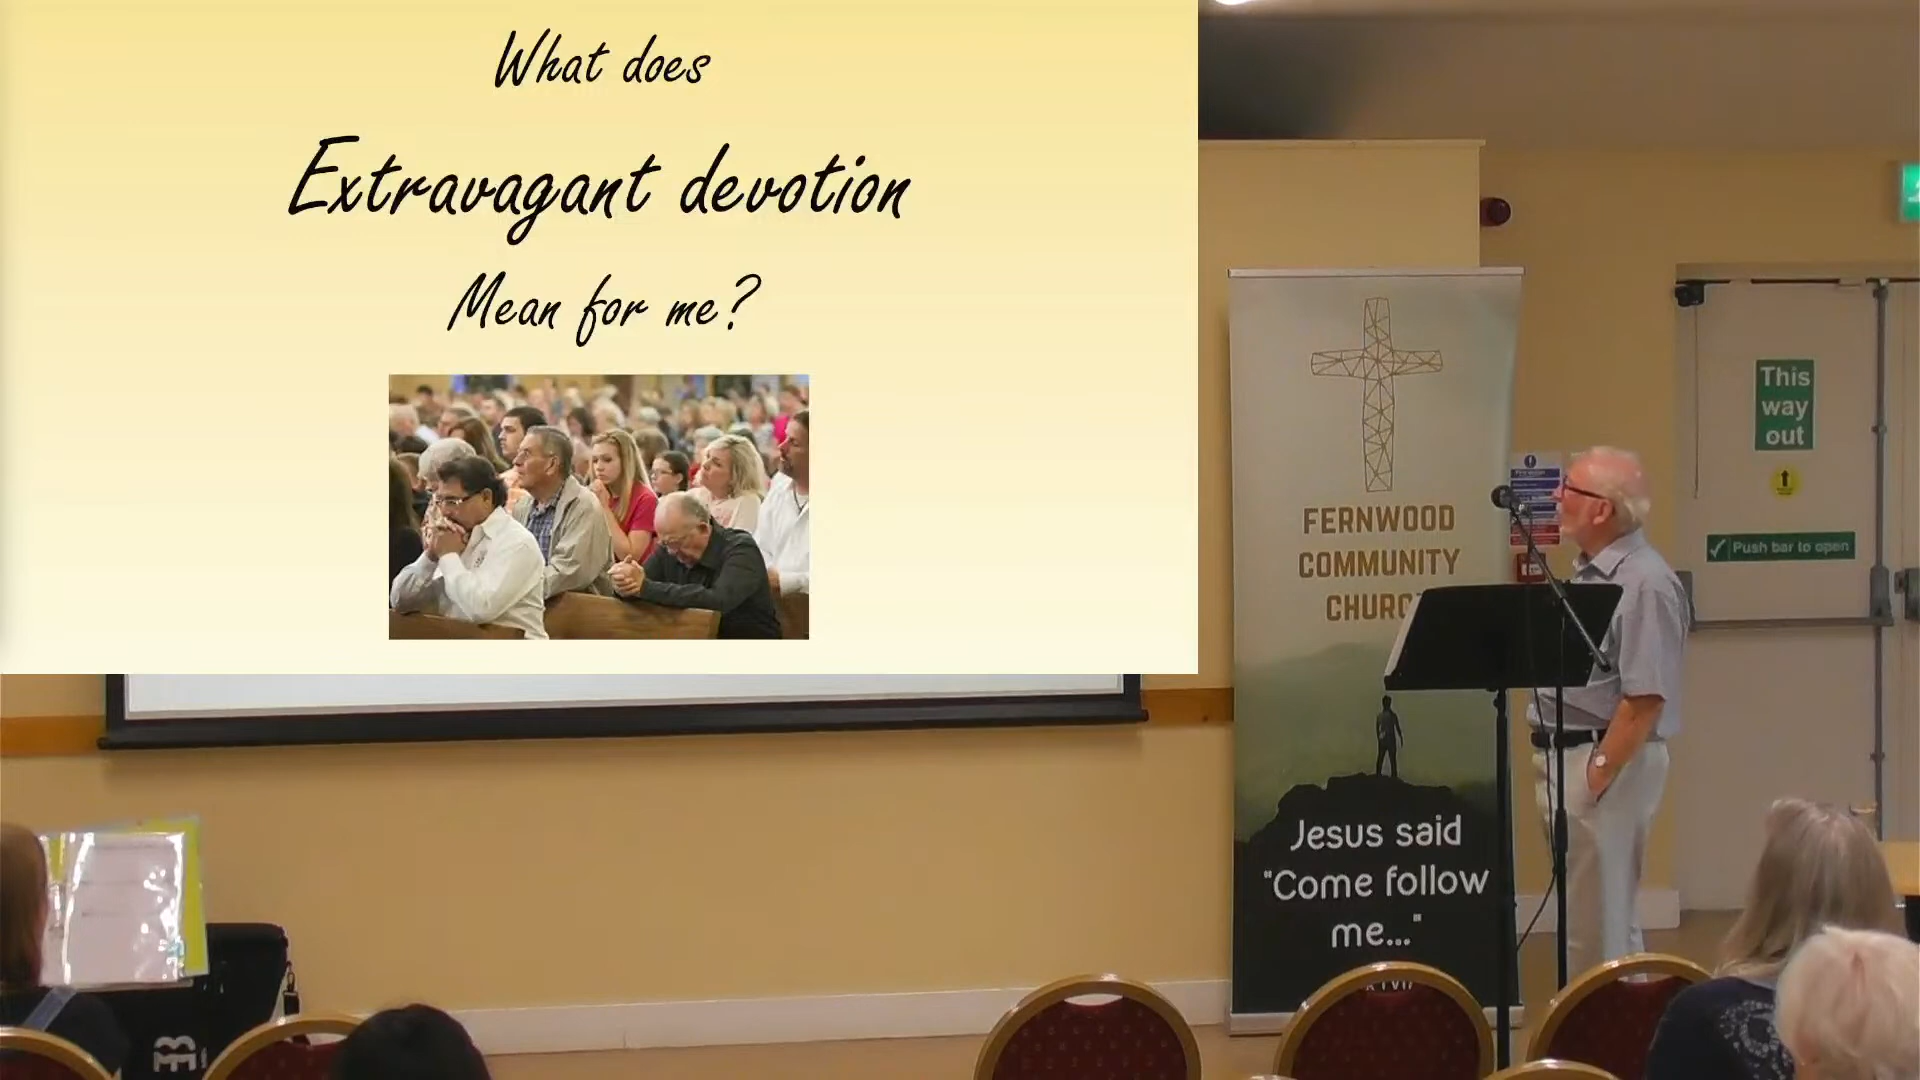 What does
Extravagant devotion
Mean for me?
FERNWOOD
COMMUNITY
CHURC
Jesus said
"Come follow
me..."
This
way
out
Push bar to open